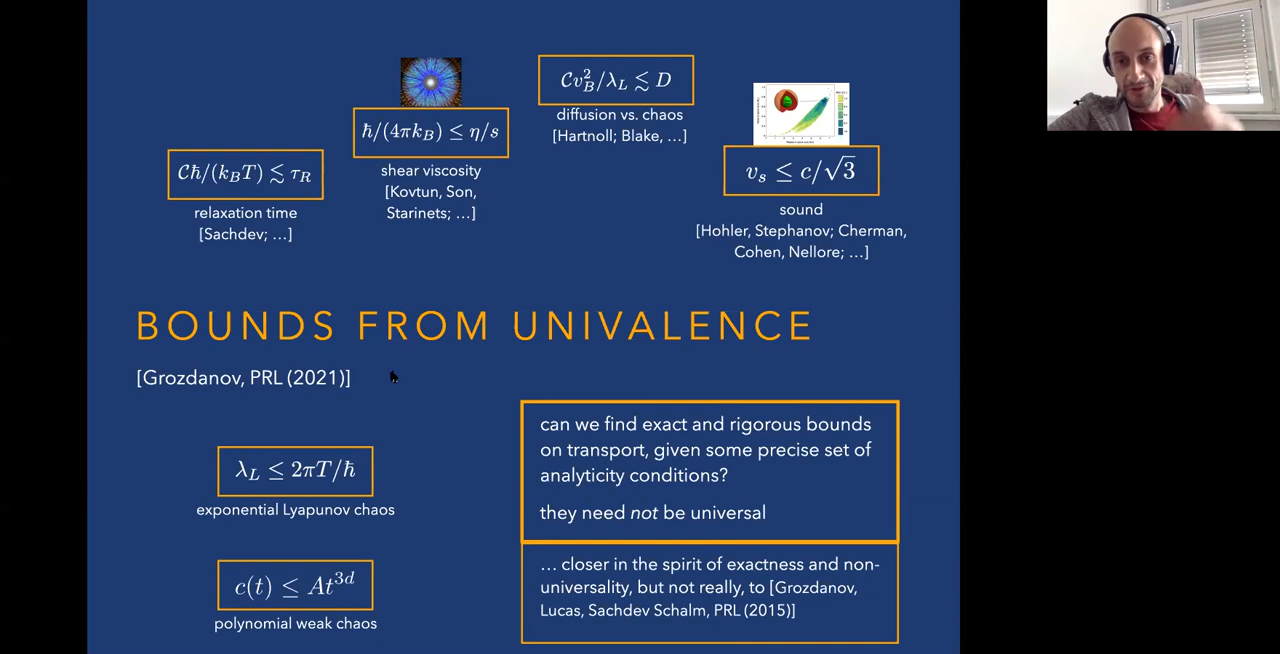 𝒞ħ/(k_BT) ≲ τ_R
relaxation time
[Sachdev; …]
ħ/(4πk_B) ≤ η/s
shear viscosity
[Kovtun, Son,
Starinets; …]
𝒞v_B^2/λ_L ≲ D
diffusion vs. chaos
[Hartnoll; Blake, …]
v_s ≤ c/√3
sound
[Hohler, Stephanov; Cherman,
Cohen, Nellore; …]
BOUNDS FROM UNIVALENCE
[Grozdanov, PRL (2021)]
λ_L ≤ 2πT/ħ
exponential Lyapunov chaos
c(t) ≤ At^{3d}
polynomial weak chaos
can we find exact and rigorous bounds
on transport, given some precise set of
analyticity conditions?
they need not be universal
… closer in the spirit of exactness and non-
universality, but not really, to [Grozdanov,
Lucas, Sachdev Schalm, PRL (2015)]